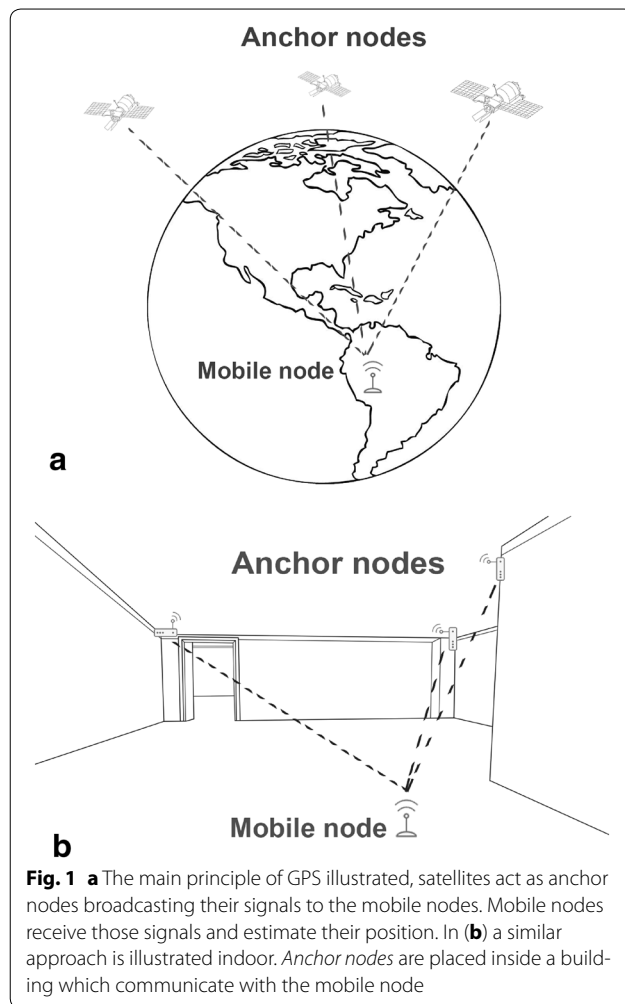 Anchor nodes
Mobile node
a
Anchor nodes
Mobile node
b
Fig. 1 a The main principle of GPS illustrated, satellites act as anchor
nodes broadcasting their signals to the mobile nodes. Mobile nodes
receive those signals and estimate their position. In (b) a similar
approach is illustrated indoor. Anchor nodes are placed inside a build-
ing which communicate with the mobile node